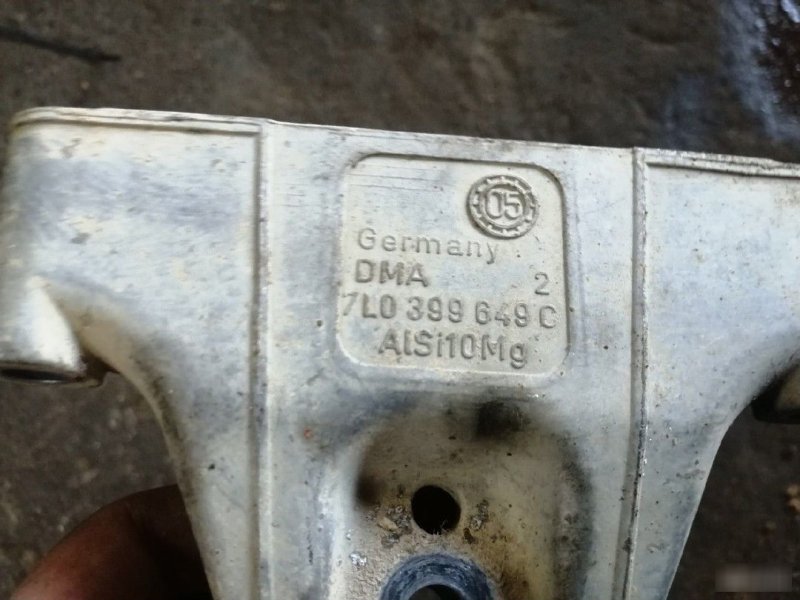 05
Germany
DMA 2
7L0 399 649 C
AlSi10Mg